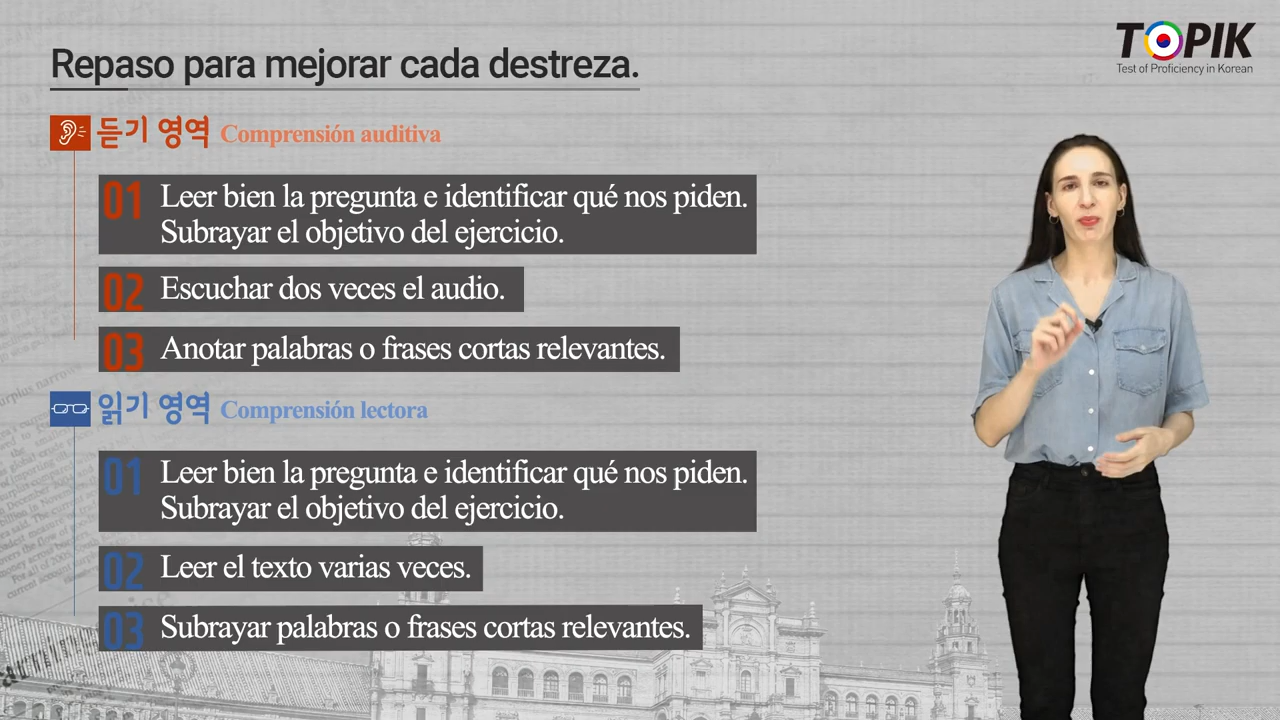 Repaso para mejorar cada destreza.
TOPIK
Test of Proficiency in Korean
듣기 영역 Comprensión auditiva
01 Leer bien la pregunta e identificar qué nos piden.
Subrayar el objetivo del ejercicio.
02 Escuchar dos veces el audio.
03 Anotar palabras o frases cortas relevantes.
읽기 영역 Comprensión lectora
01 Leer bien la pregunta e identificar qué nos piden.
Subrayar el objetivo del ejercicio.
02 Leer el texto varias veces.
03 Subrayar palabras o frases cortas relevantes.